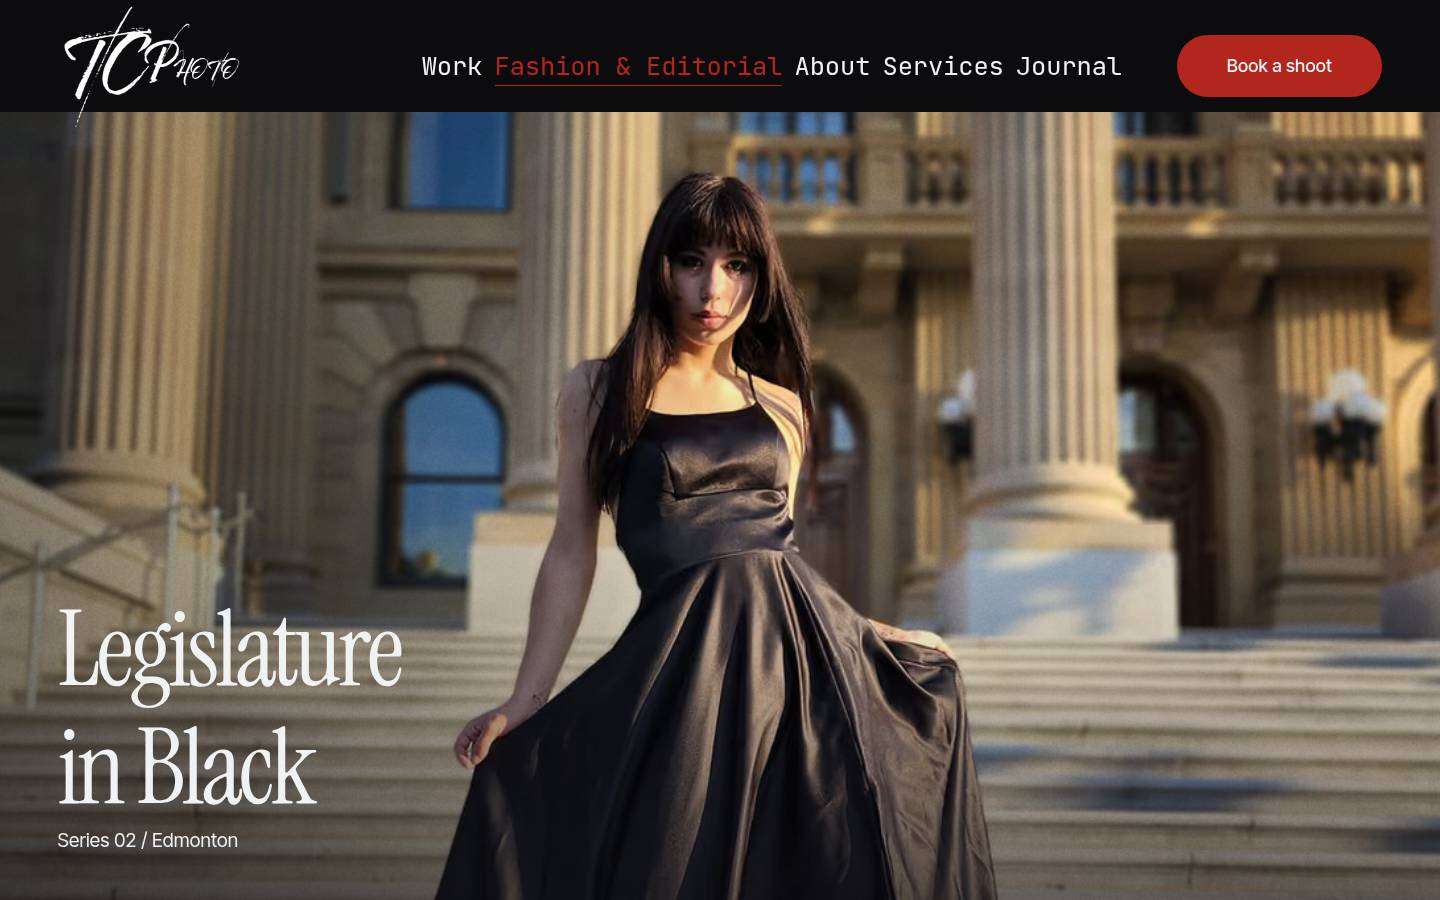 TCPHOTO
Work Fashion & Editorial About Services Journal
Book a shoot
Legislature
in Black
Series 02 / Edmonton